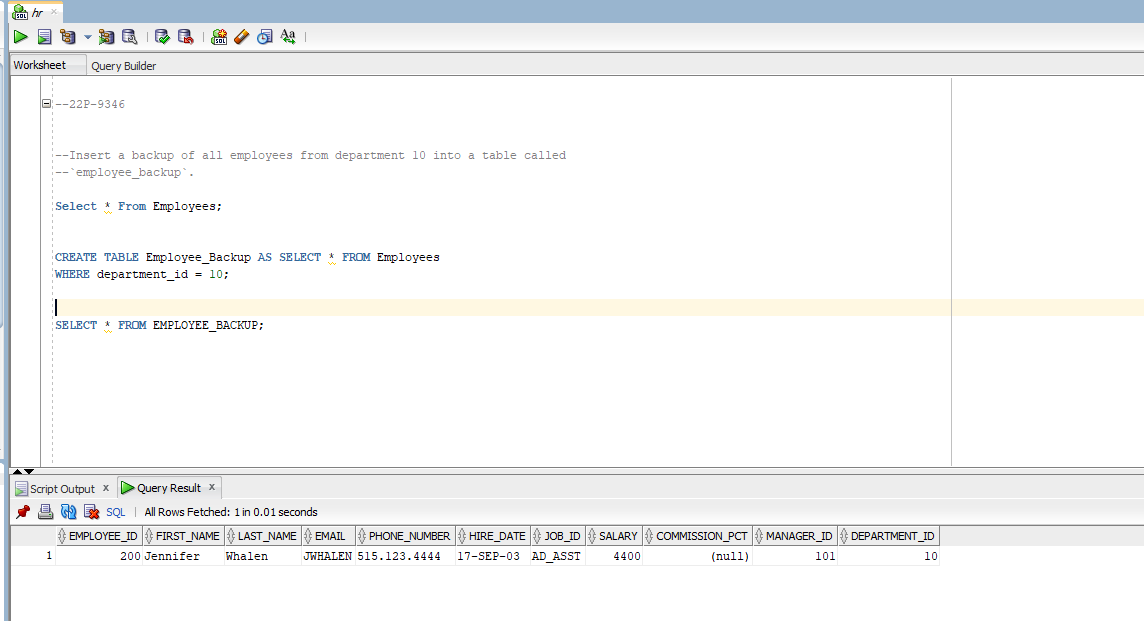 hr
Worksheet Query Builder
--22P-9346
--Insert a backup of all employees from department 10 into a table called
--`employee_backup`.
Select * From Employees;
CREATE TABLE Employee_Backup AS SELECT * FROM Employees
WHERE department_id = 10;
SELECT * FROM EMPLOYEE_BACKUP;
Script Output x Query Result x
SQL | All Rows Fetched: 1 in 0.01 seconds
EMPLOYEE_ID FIRST_NAME LAST_NAME EMAIL PHONE_NUMBER HIRE_DATE JOB_ID SALARY COMMISSION_PCT MANAGER_ID DEPARTMENT_ID
1 200 Jennifer Whalen JWHALEN 515.123.4444 17-SEP-03 AD_ASST 4400 (null) 101 10